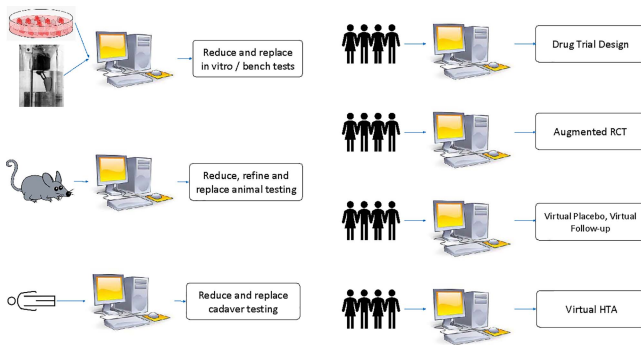 Reduce and replace
in vitro / bench tests
Reduce, refine and
replace animal testing
Reduce and replace
cadaver testing
Drug Trial Design
Augmented RCT
Virtual Placebo, Virtual
Follow-up
Virtual HTA